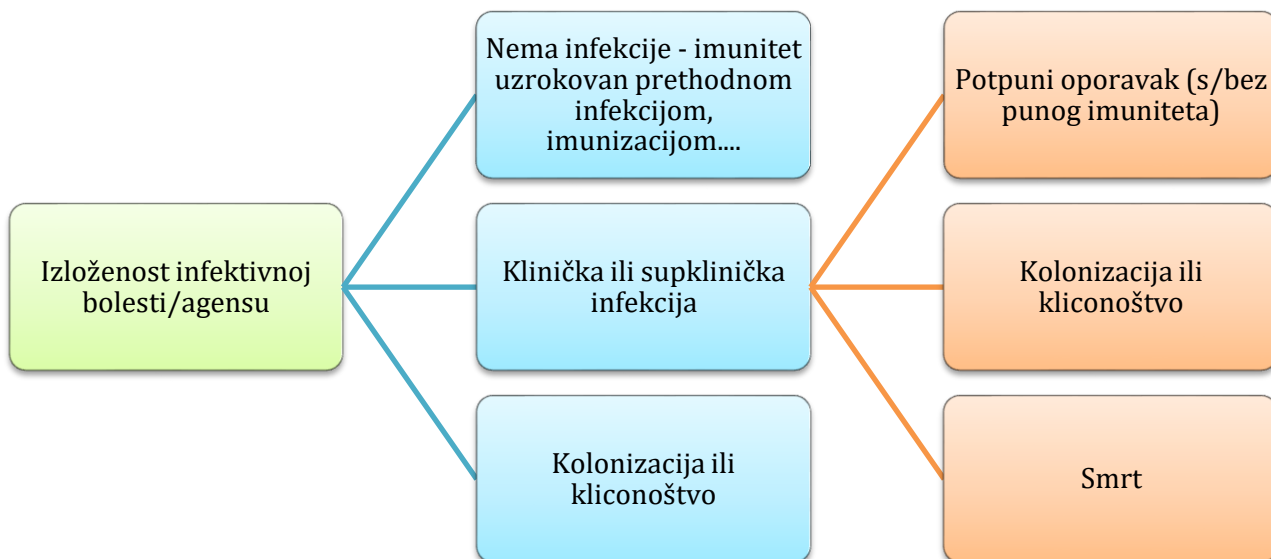 Izloženost infektivnoj
bolesti/agensu
Nema infekcije - imunitet
uzrokovan prethodnom
infekcijom,
imunizacijom....
Klinička ili supklinička
infekcija
Kolonizacija ili
kliconoštvo
Potpuni oporavak (s/bez
punog imuniteta)
Kolonizacija ili
kliconoštvo
Smrt